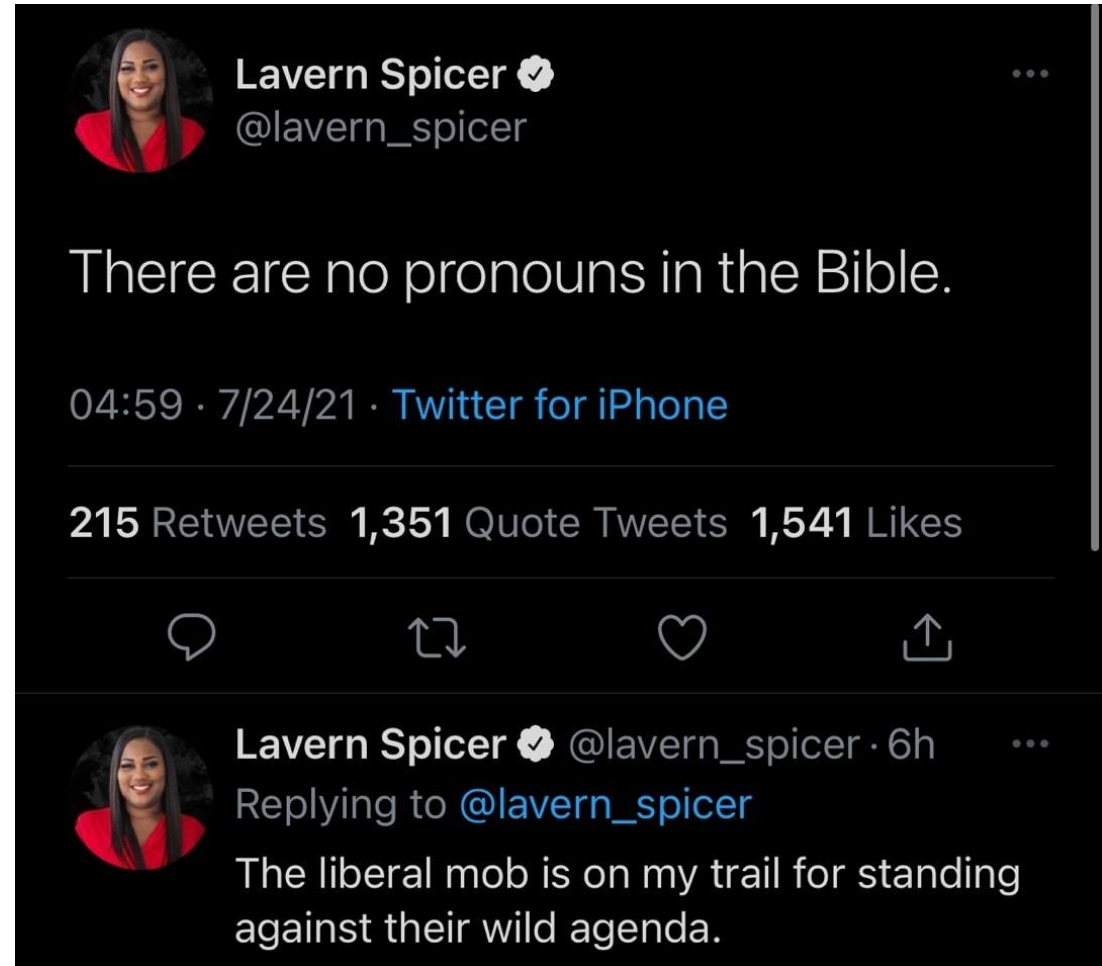 Lavern Spicer
@lavern_spicer
There are no pronouns in the Bible.
04:59 · 7/24/21 · Twitter for iPhone
215 Retweets 1,351 Quote Tweets 1,541 Likes
Lavern Spicer @lavern_spicer · 6h
Replying to @lavern_spicer
The liberal mob is on my trail for standing
against their wild agenda.